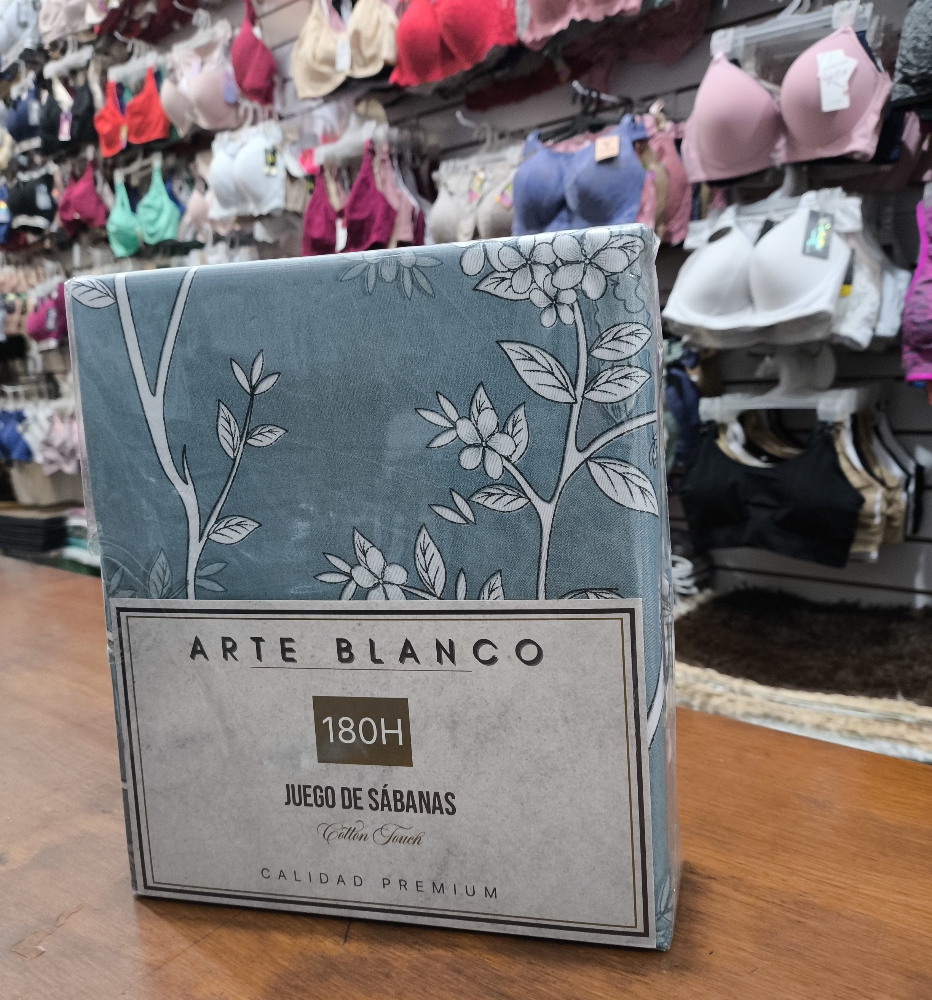 ARTE BLANCO
180H
JUEGO DE SÁBANAS
Cotton Touch
CALIDAD PREMIUM